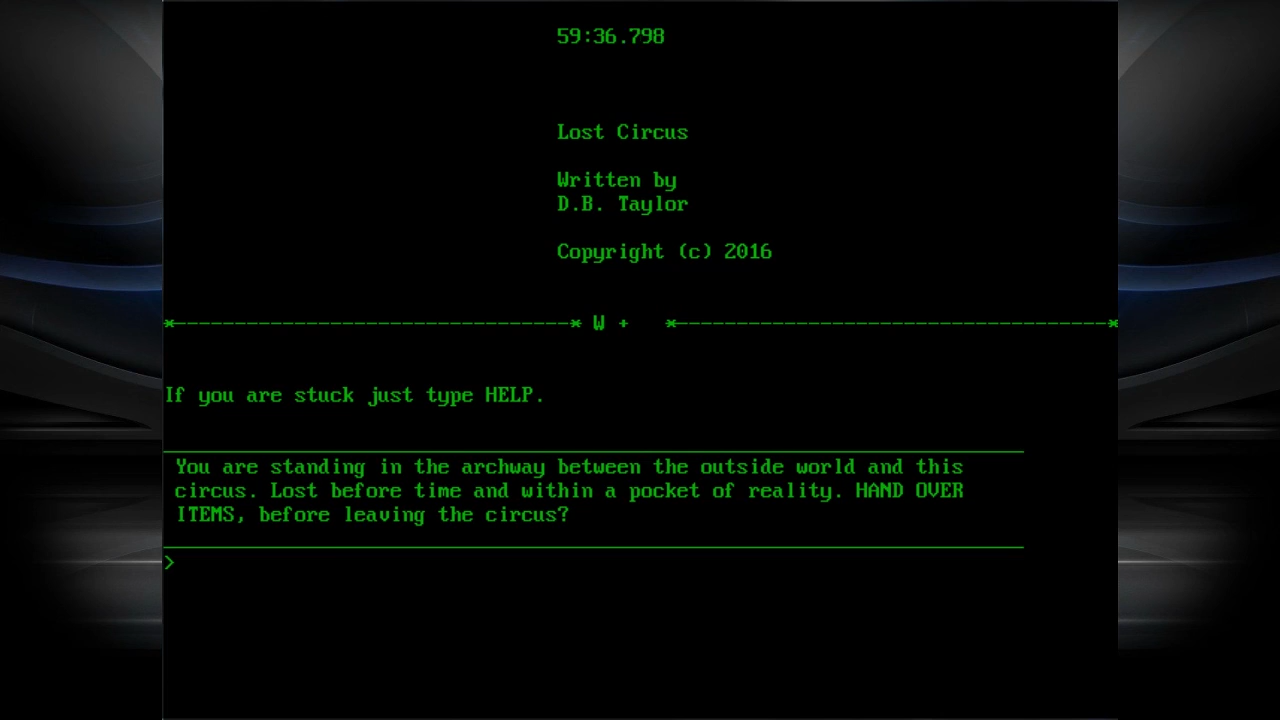 59:36.798
Lost Circus
Written by
D.B. Taylor
Copyright (c) 2016
*-----------------------------------* W +   *--------------------------------------*
If you are stuck just type HELP.
You are standing in the archway between the outside world and this
circus. Lost before time and within a pocket of reality. HAND OVER
ITEMS, before leaving the circus?
>